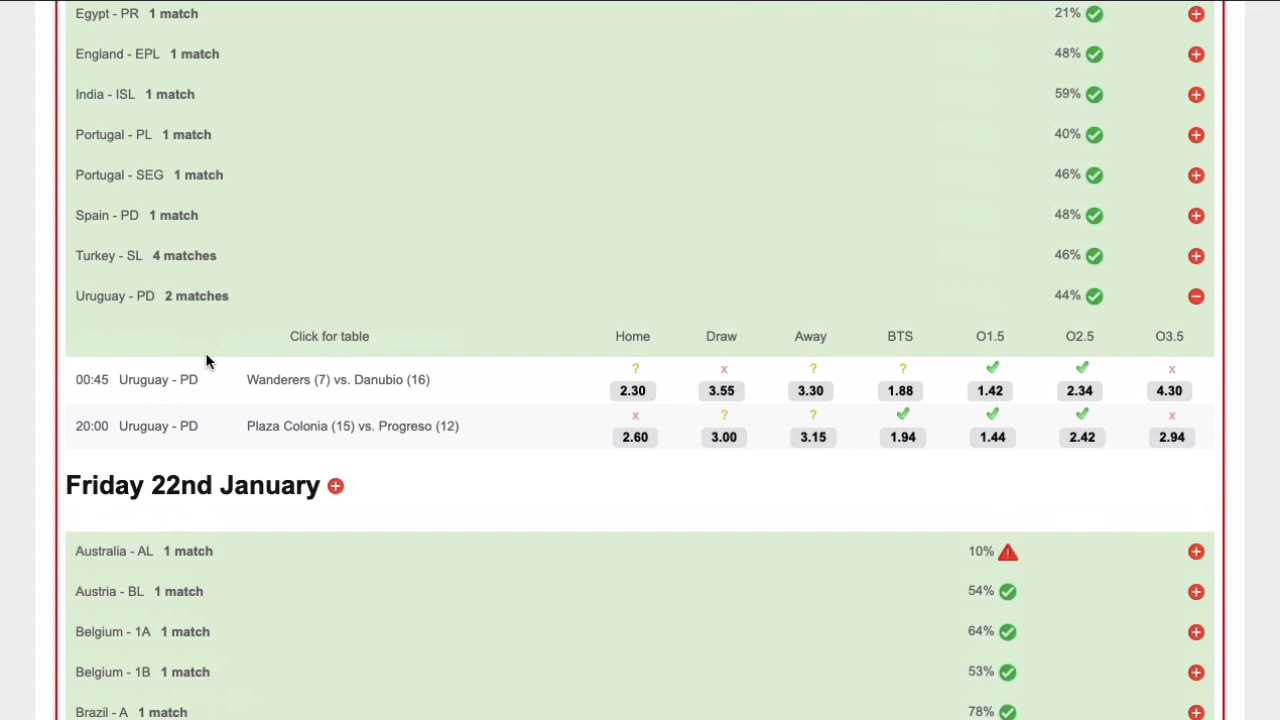 Egypt - PR 1 match 21%
England - EPL 1 match 48%
India - ISL 1 match 59%
Portugal - PL 1 match 40%
Portugal - SEG 1 match 46%
Spain - PD 1 match 48%
Turkey - SL 4 matches 46%
Uruguay - PD 2 matches 44%
Click for table Home Draw Away BTS O1.5 O2.5 O3.5
? x ? ? x
00:45 Uruguay - PD Wanderers (7) vs. Danubio (16) 2.30 3.55 3.30 1.88 1.42 2.34 4.30
x ? ? x
20:00 Uruguay - PD Plaza Colonia (15) vs. Progreso (12) 2.60 3.00 3.15 1.94 1.44 2.42 2.94
Friday 22nd January
Australia - AL 1 match 10%
Austria - BL 1 match 54%
Belgium - 1A 1 match 64%
Belgium - 1B 1 match 53%
Brazil - A 1 match 78%